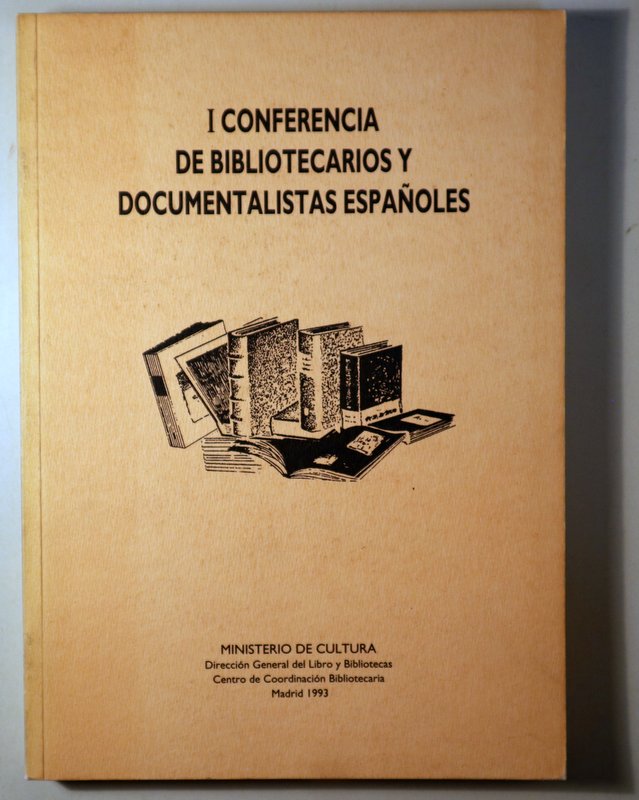 I CONFERENCIA
DE BIBLIOTECARIOS Y
DOCUMENTALISTAS ESPAÑOLES
MINISTERIO DE CULTURA
Dirección General del Libro y Bibliotecas
Centro de Coordinación Bibliotecaria
Madrid 1993